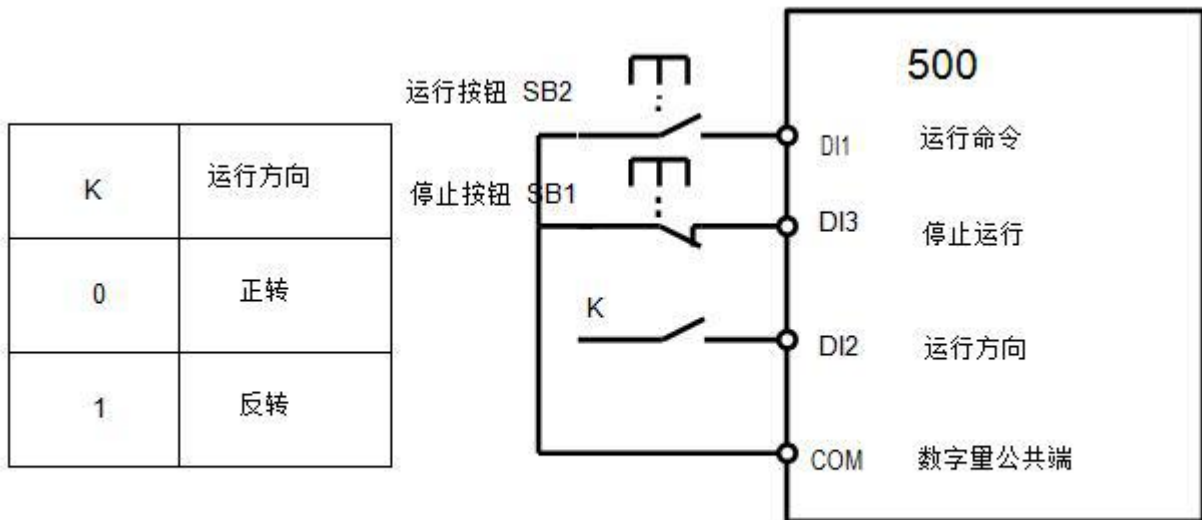 K 运行方向
0 正转
1 反转
运行按钮 SB2
停止按钮 SB1
K
500
DI1 运行命令
DI3 停止运行
DI2 运行方向
COM 数字量公共端